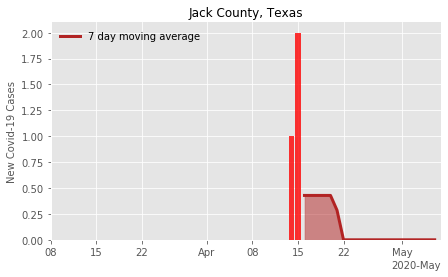 Jack County, Texas
7 day moving average
New Covid-19 Cases
2.00
1.75
1.50
1.25
1.00
0.75
0.50
0.25
0.00
08 15 22 Apr 08 15 22 May
2020-May